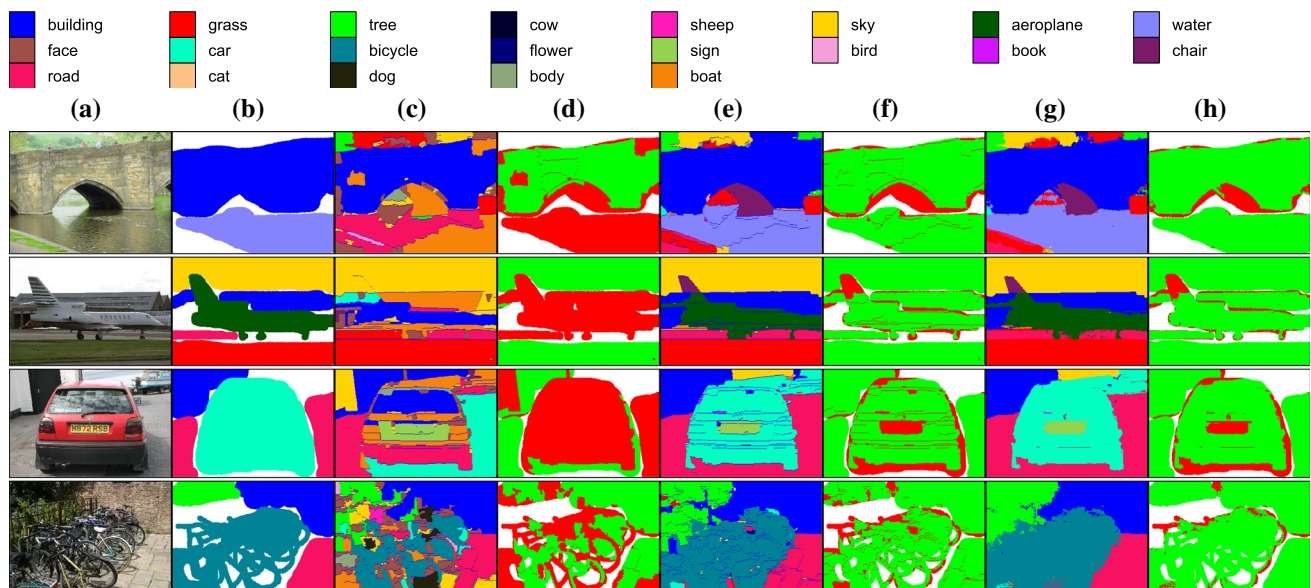 building grass tree cow sheep sky aeroplane water
face car bicycle flower sign bird book chair
road cat dog body boat
(a) (b) (c) (d) (e) (f) (g) (h)
M872 RSB